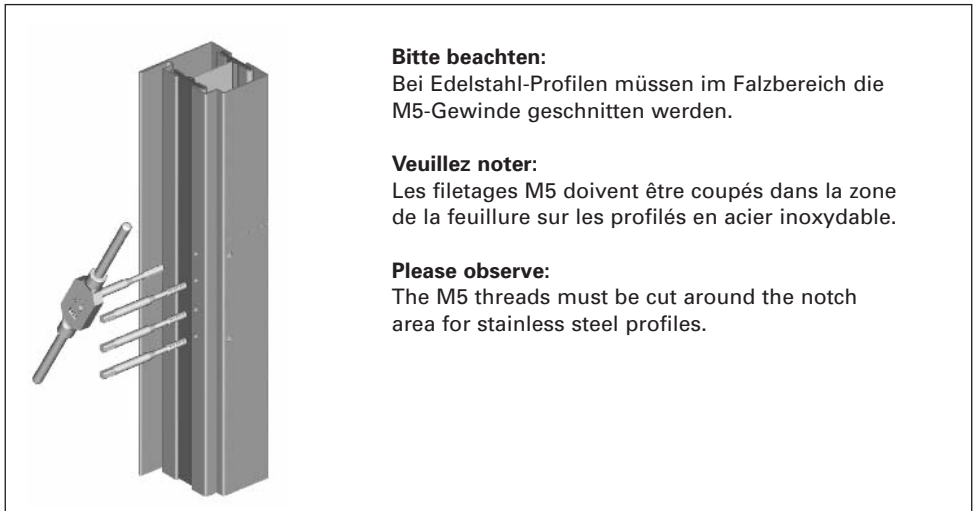 Bitte beachten:
Bei Edelstahl-Profilen müssen im Falzbereich die
M5-Gewinde geschnitten werden.
Veuillez noter:
Les filetages M5 doivent être coupés dans la zone
de la feuillure sur les profilés en acier inoxydable.
Please observe:
The M5 threads must be cut around the notch
area for stainless steel profiles.